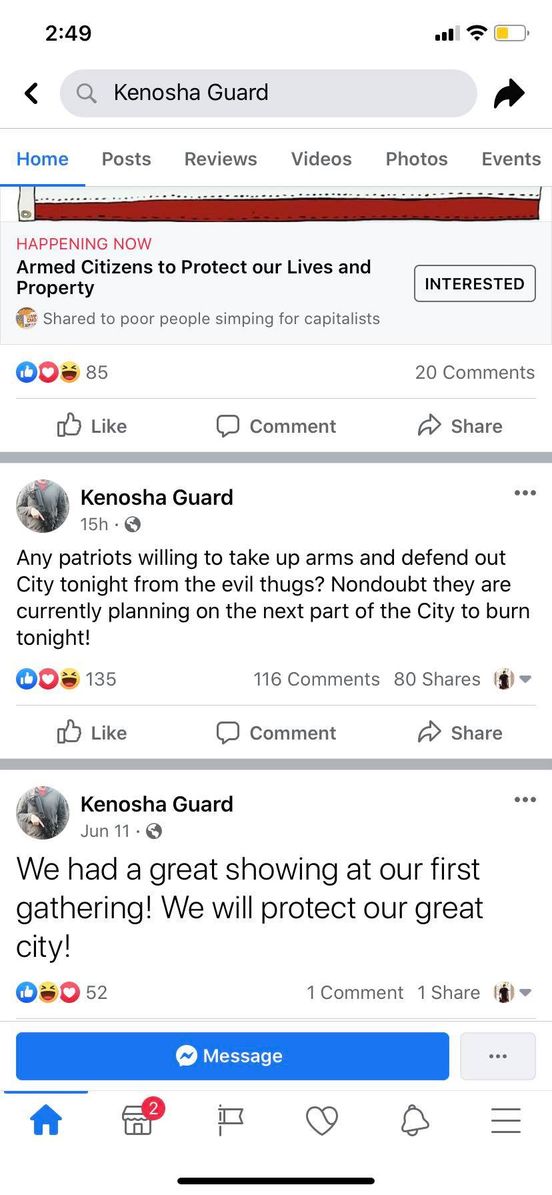 2:49
Kenosha Guard
Home Posts Reviews Videos Photos Events
HAPPENING NOW
Armed Citizens to Protect our Lives and
Property
INTERESTED
Shared to poor people simping for capitalists
85 20 Comments
Like Comment Share
Kenosha Guard
15h ·
Any patriots willing to take up arms and defend out
City tonight from the evil thugs? Nondoubt they are
currently planning on the next part of the City to burn
tonight!
135 116 Comments 80 Shares
Like Comment Share
Kenosha Guard
Jun 11 ·
We had a great showing at our first
gathering! We will protect our great
city!
52 1 Comment 1 Share
Message
2